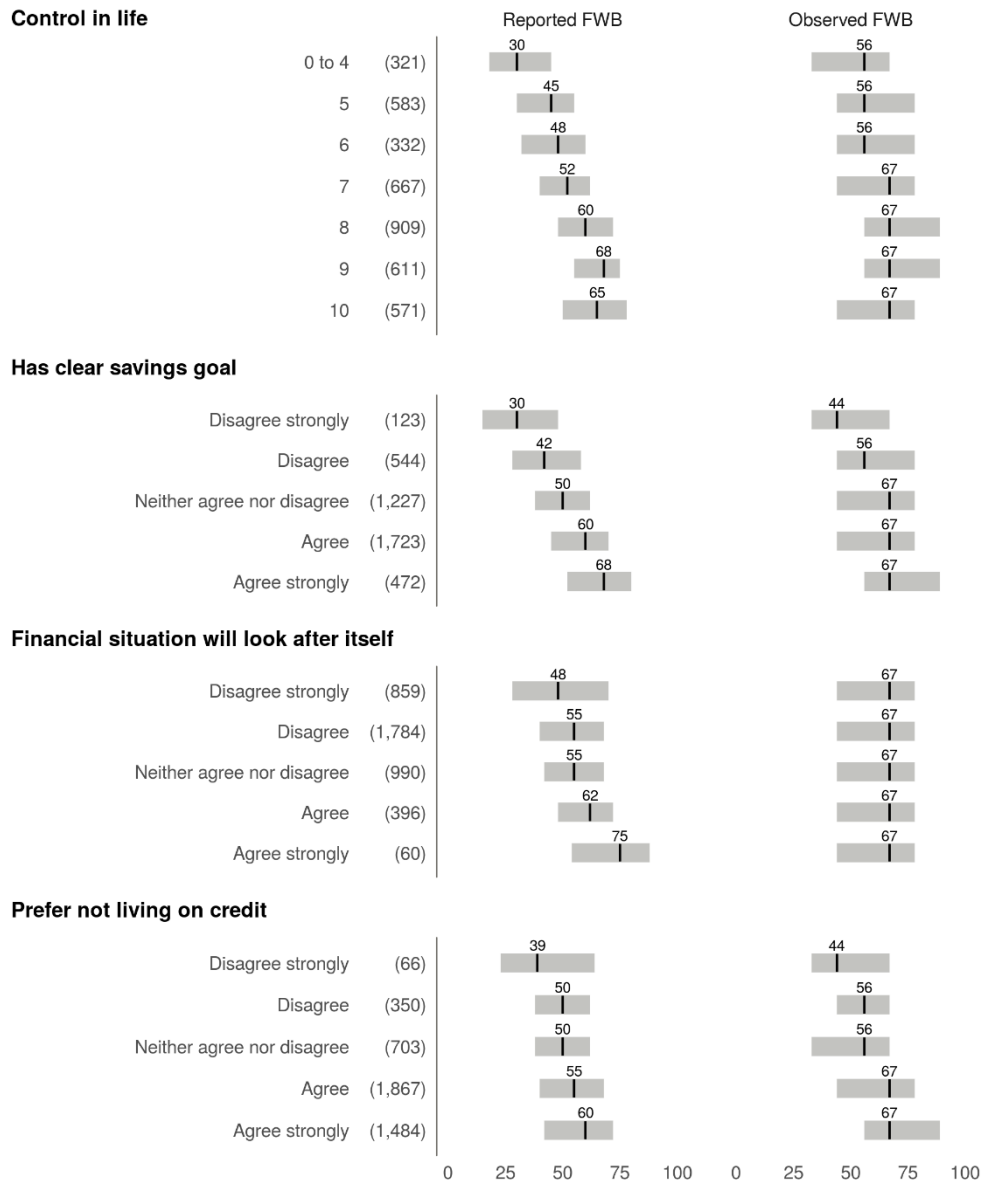 Control in life Reported FWB Observed FWB
0 to 4 (321) 30 56
5 (583) 45 56
6 (332) 48 56
7 (667) 52 67
8 (909) 60 67
9 (611) 68 67
10 (571) 65 67
Has clear savings goal
Disagree strongly (123) 30 44
Disagree (544) 42 56
Neither agree nor disagree (1,227) 50 67
Agree (1,723) 60 67
Agree strongly (472) 68 67
Financial situation will look after itself
Disagree strongly (859) 48 67
Disagree (1,784) 55 67
Neither agree nor disagree (990) 55 67
Agree (396) 62 67
Agree strongly (60) 75 67
Prefer not living on credit
Disagree strongly (66) 39 44
Disagree (350) 50 56
Neither agree nor disagree (703) 50 56
Agree (1,867) 55 67
Agree strongly (1,484) 60 67
0 25 50 75 100 0 25 50 75 100